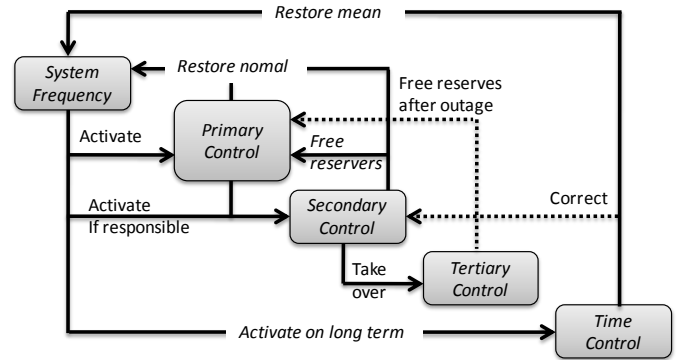 Restore mean
System
Frequency
Restore nomal
Free reserves
after outage
Activate
Primary
Control
Free
reservers
Activate
If responsible
Secondary
Control
Correct
Take
over
Tertiary
Control
Activate on long term
Time
Control